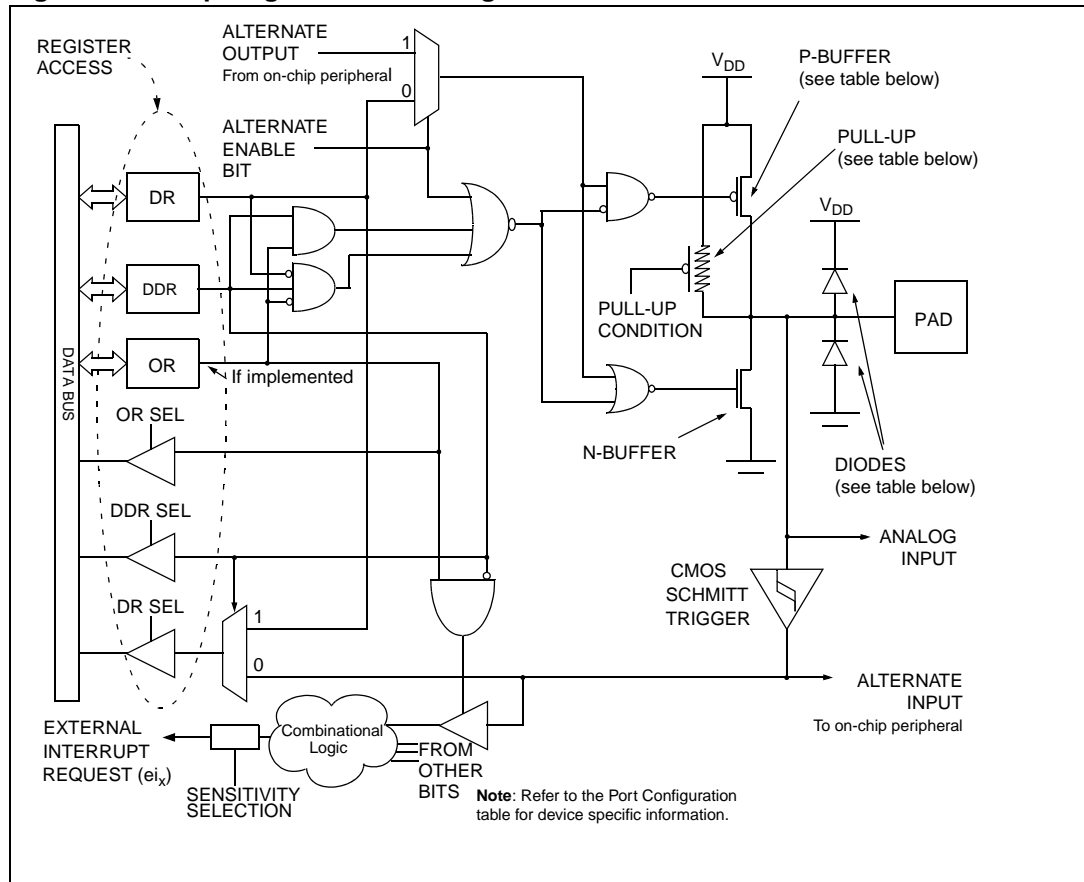 REGISTER
ACCESS
ALTERNATE
OUTPUT
From on-chip peripheral
1
0
ALTERNATE
ENABLE
BIT
VDD
P-BUFFER
(see table below)
PULL-UP
(see table below)
VDD
DR
DDR
OR
If implemented
DATA BUS
PULL-UP
CONDITION
PAD
N-BUFFER
DIODES
(see table below)
OR SEL
DDR SEL
DR SEL
1
0
ANALOG
INPUT
CMOS
SCHMITT
TRIGGER
ALTERNATE
INPUT
To on-chip peripheral
EXTERNAL
INTERRUPT
REQUEST (eix)
SENSITIVITY
SELECTION
Combinational
Logic
FROM
OTHER
BITS
Note: Refer to the Port Configuration
table for device specific information.